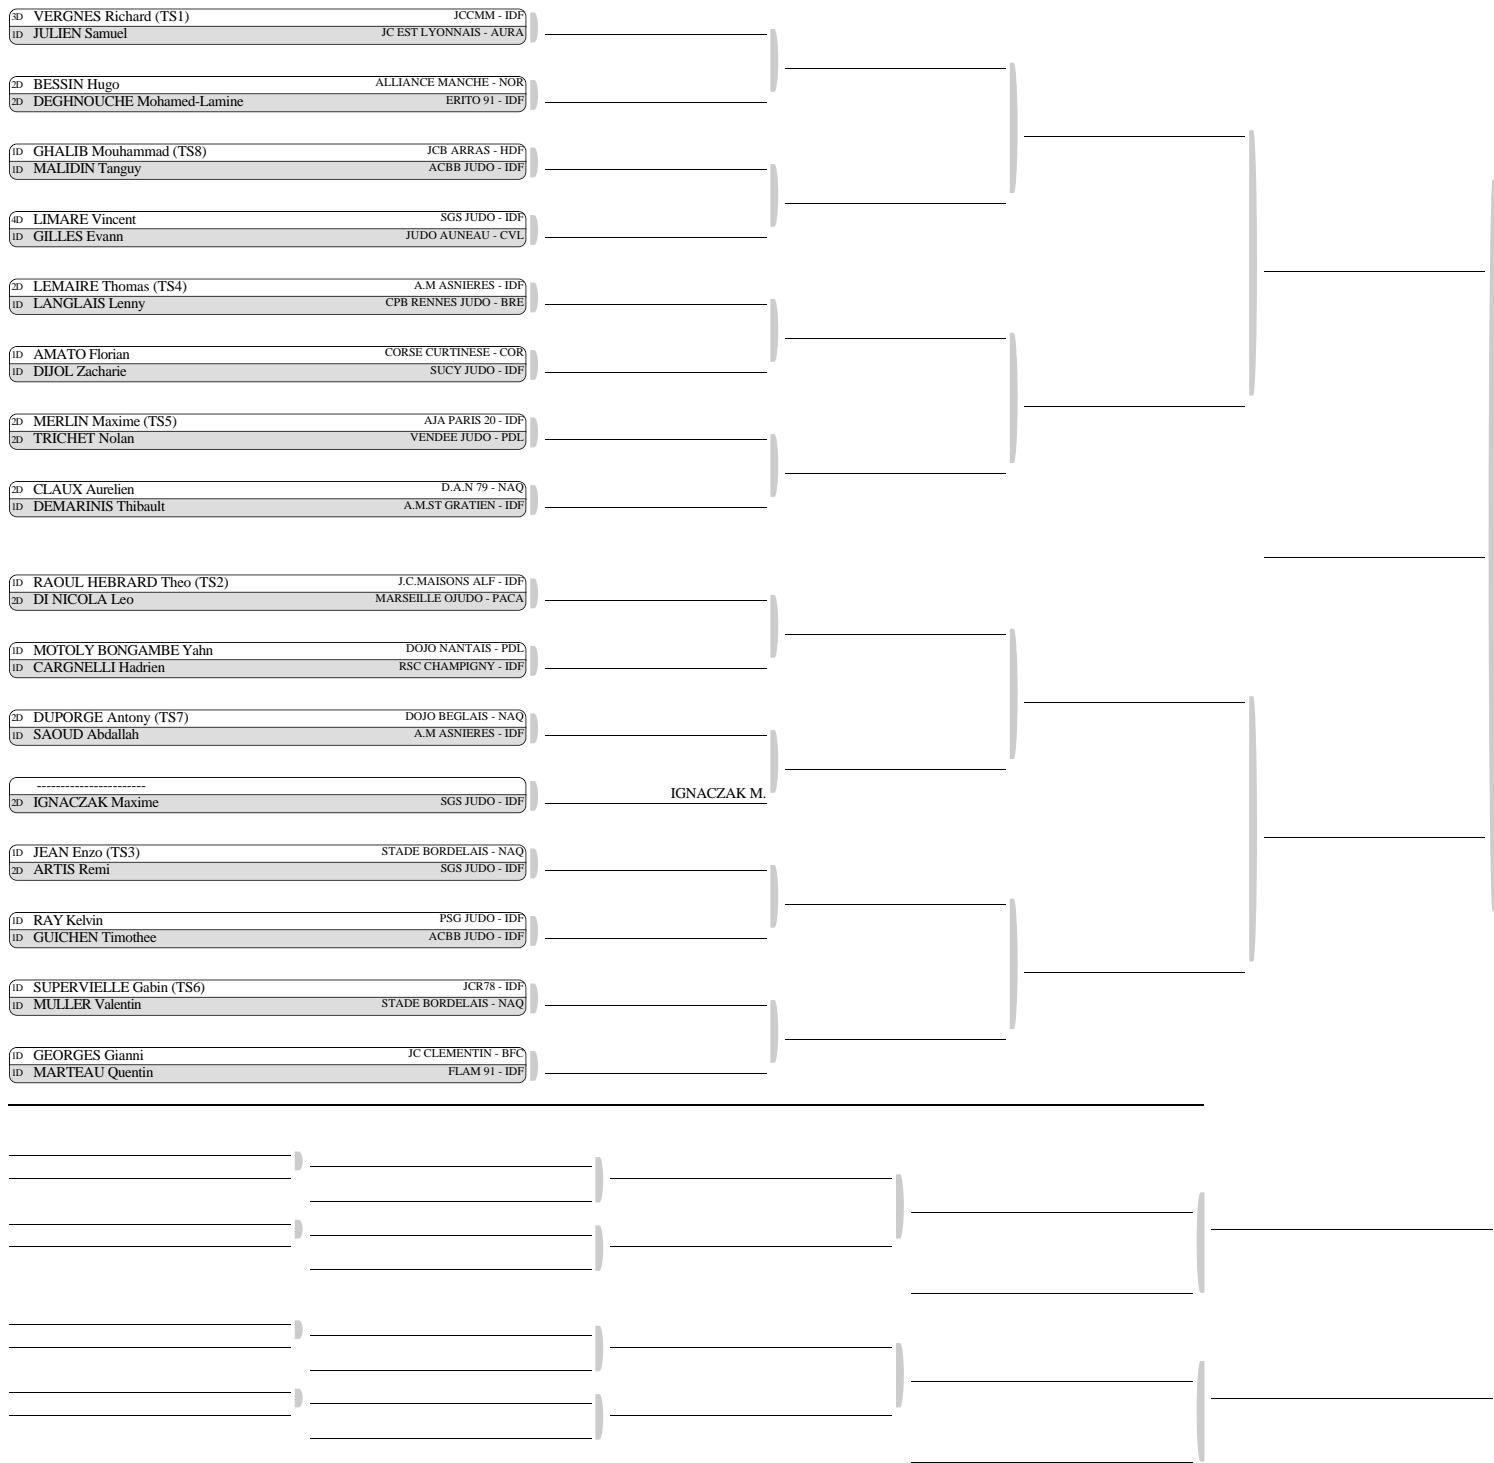 3D VERGNES Richard (TS1) JCCMM - IDF
1D JULIEN Samuel JC EST LYONNAIS - AURA
2D BESSIN Hugo ALLIANCE MANCHE - NOR
2D DEGHNOUCHE Mohamed-Lamine ERITO 91 - IDF
1D GHALIB Mouhammad (TS8) JCB ARRAS - HDF
1D MALIDIN Tanguy ACBB JUDO - IDF
4D LIMARE Vincent SGS JUDO - IDF
1D GILLES Evann JUDO AUNEAU - CVL
2D LEMAIRE Thomas (TS4) A.M ASNIERES - IDF
1D LANGLAIS Lenny CPB RENNES JUDO - BRE
1D AMATO Florian CORSE CURTINESE - COR
1D DIJOL Zacharie SUCY JUDO - IDF
2D MERLIN Maxime (TS5) AJA PARIS 20 - IDF
2D TRICHET Nolan VENDEE JUDO - PDL
2D CLAUX Aurelien D.A.N 79 - NAQ
1D DEMARINIS Thibault A.M.ST GRATIEN - IDF
1D RAOUL HEBRARD Theo (TS2) J.C.MAISONS ALF - IDF
2D DI NICOLA Leo MARSEILLE OJUDO - PACA
1D MOTOLY BONGAMBE Yahn DOJO NANTAIS - PDL
1D CARGNELLI Hadrien RSC CHAMPIGNY - IDF
2D DUPORGE Antony (TS7) DOJO BEGLAIS - NAQ
1D SAOUD Abdallah A.M ASNIERES - IDF
-----------------------
IGNACZAK M.
2D IGNACZAK Maxime SGS JUDO - IDF
1D JEAN Enzo (TS3) STADE BORDELAIS - NAQ
2D ARTIS Remi SGS JUDO - IDF
1D RAY Kelvin PSG JUDO - IDF
1D GUICHEN Timothee ACBB JUDO - IDF
1D SUPERVIELLE Gabin (TS6) JCR78 - IDF
1D MULLER Valentin STADE BORDELAIS - NAQ
1D GEORGES Gianni JC CLEMENTIN - BFC
1D MARTEAU Quentin FLAM 91 - IDF